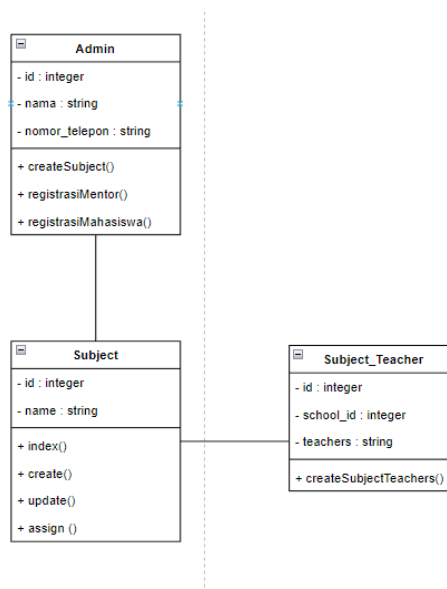 Admin
- id : integer
- nama : string
- nomor_telepon : string
+ createSubject()
+ registrasiMentor()
+ registrasiMahasiswa()
Subject
- id : integer
- name : string
+ index()
+ create()
+ update()
+ assign ()
Subject_Teacher
- id : integer
- school_id : integer
- teachers : string
+ createSubjectTeachers()